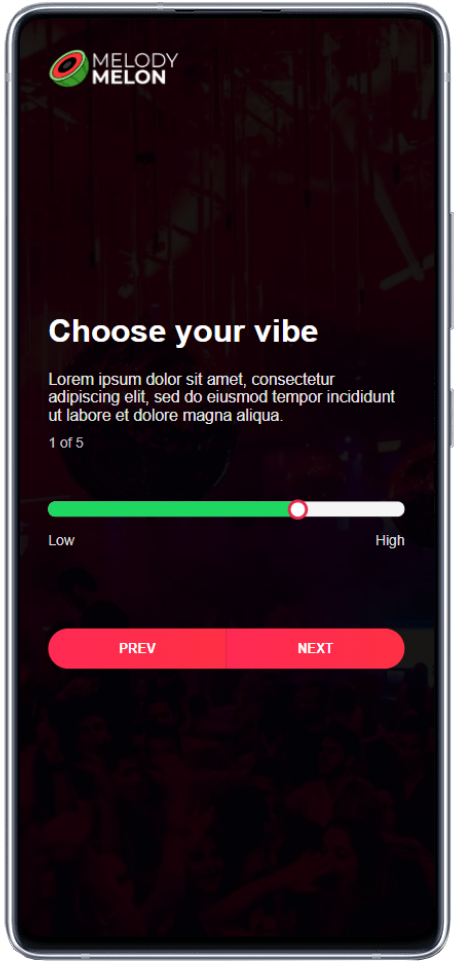 MELODY
MELON
Choose your vibe
Lorem ipsum dolor sit amet, consectetur
adipiscing elit, sed do eiusmod tempor incididunt
ut labore et dolore magna aliqua.
1 of 5
Low High
PREV NEXT